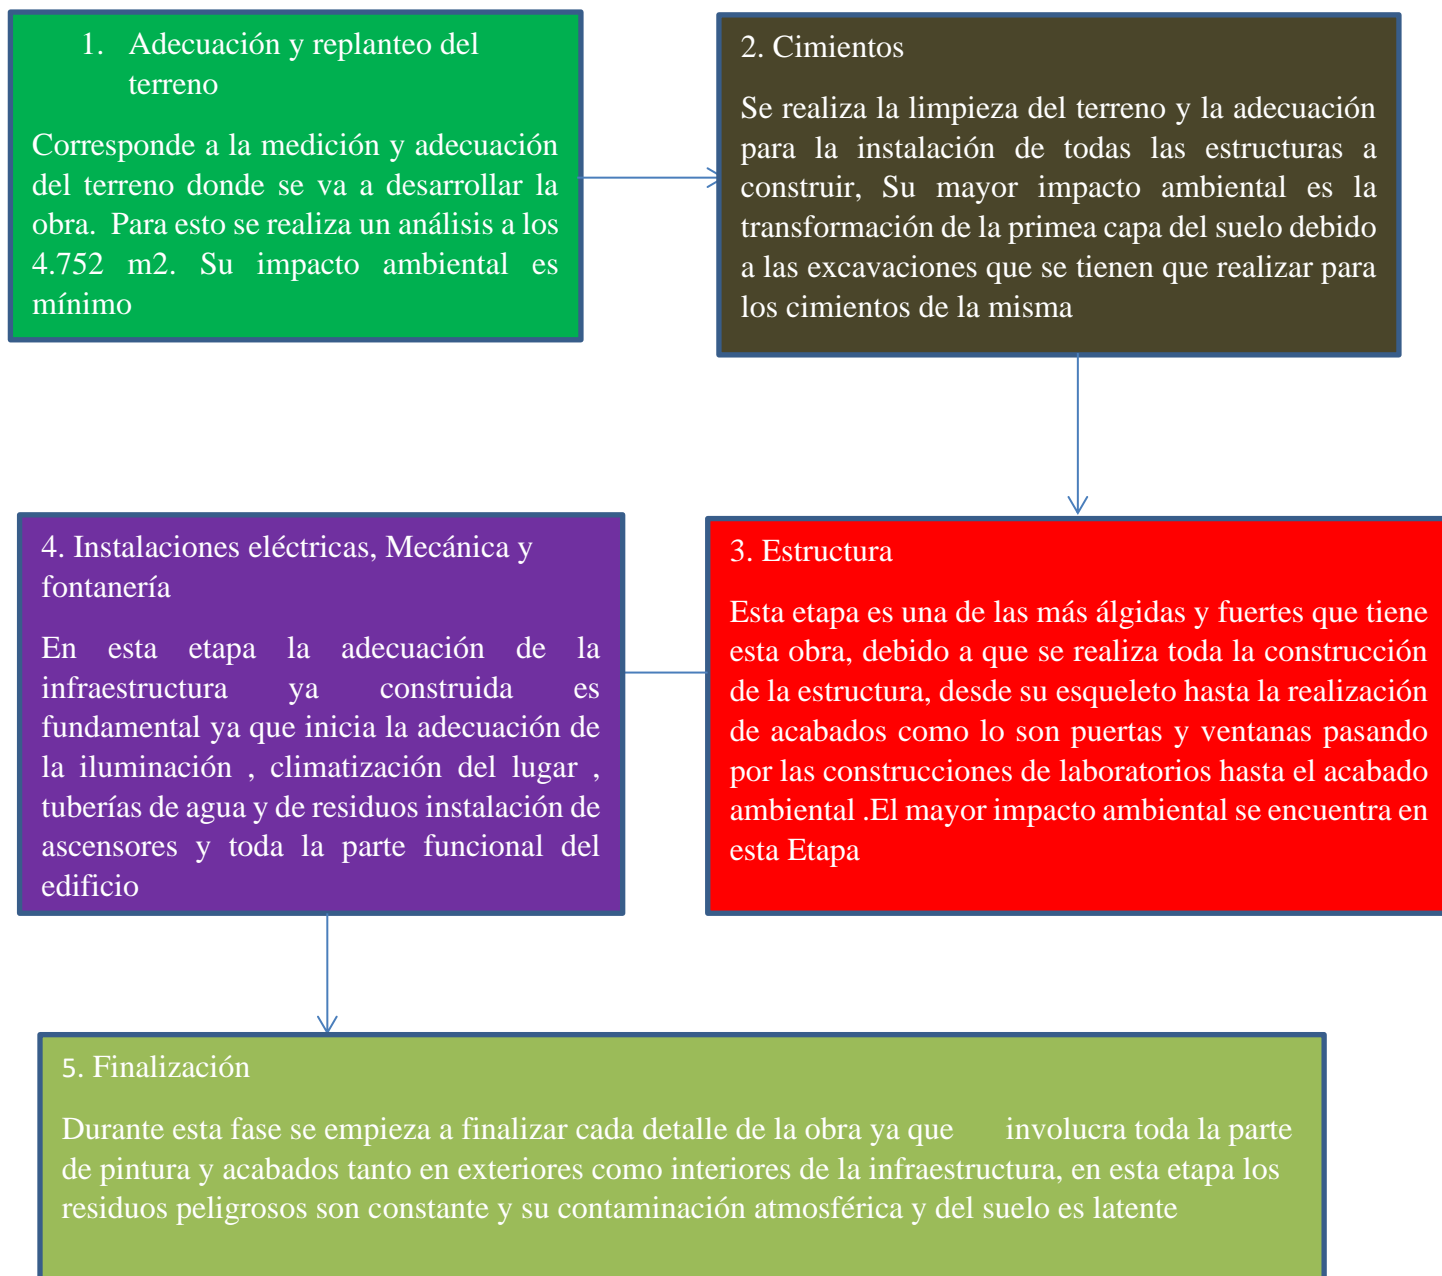 1. Adecuación y replanteo del
terreno
Corresponde a la medición y adecuación
del terreno donde se va a desarrollar la
obra. Para esto se realiza un análisis a los
4.752 m2. Su impacto ambiental es
mínimo
2. Cimientos
Se realiza la limpieza del terreno y la adecuación
para la instalación de todas las estructuras a
construir, Su mayor impacto ambiental es la
transformación de la primea capa del suelo debido
a las excavaciones que se tienen que realizar para
los cimientos de la misma
3. Estructura
Esta etapa es una de las más álgidas y fuertes que tiene
esta obra, debido a que se realiza toda la construcción
de la estructura, desde su esqueleto hasta la realización
de acabados como lo son puertas y ventanas pasando
por las construcciones de laboratorios hasta el acabado
ambiental .El mayor impacto ambiental se encuentra en
esta Etapa
4. Instalaciones eléctricas, Mecánica y
fontanería
En esta etapa la adecuación de la
infraestructura ya construida es
fundamental ya que inicia la adecuación de
la iluminación , climatización del lugar ,
tuberías de agua y de residuos instalación de
ascensores y toda la parte funcional del
edificio
5. Finalización
Durante esta fase se empieza a finalizar cada detalle de la obra ya que involucra toda la parte
de pintura y acabados tanto en exteriores como interiores de la infraestructura, en esta etapa los
residuos peligrosos son constante y su contaminación atmosférica y del suelo es latente